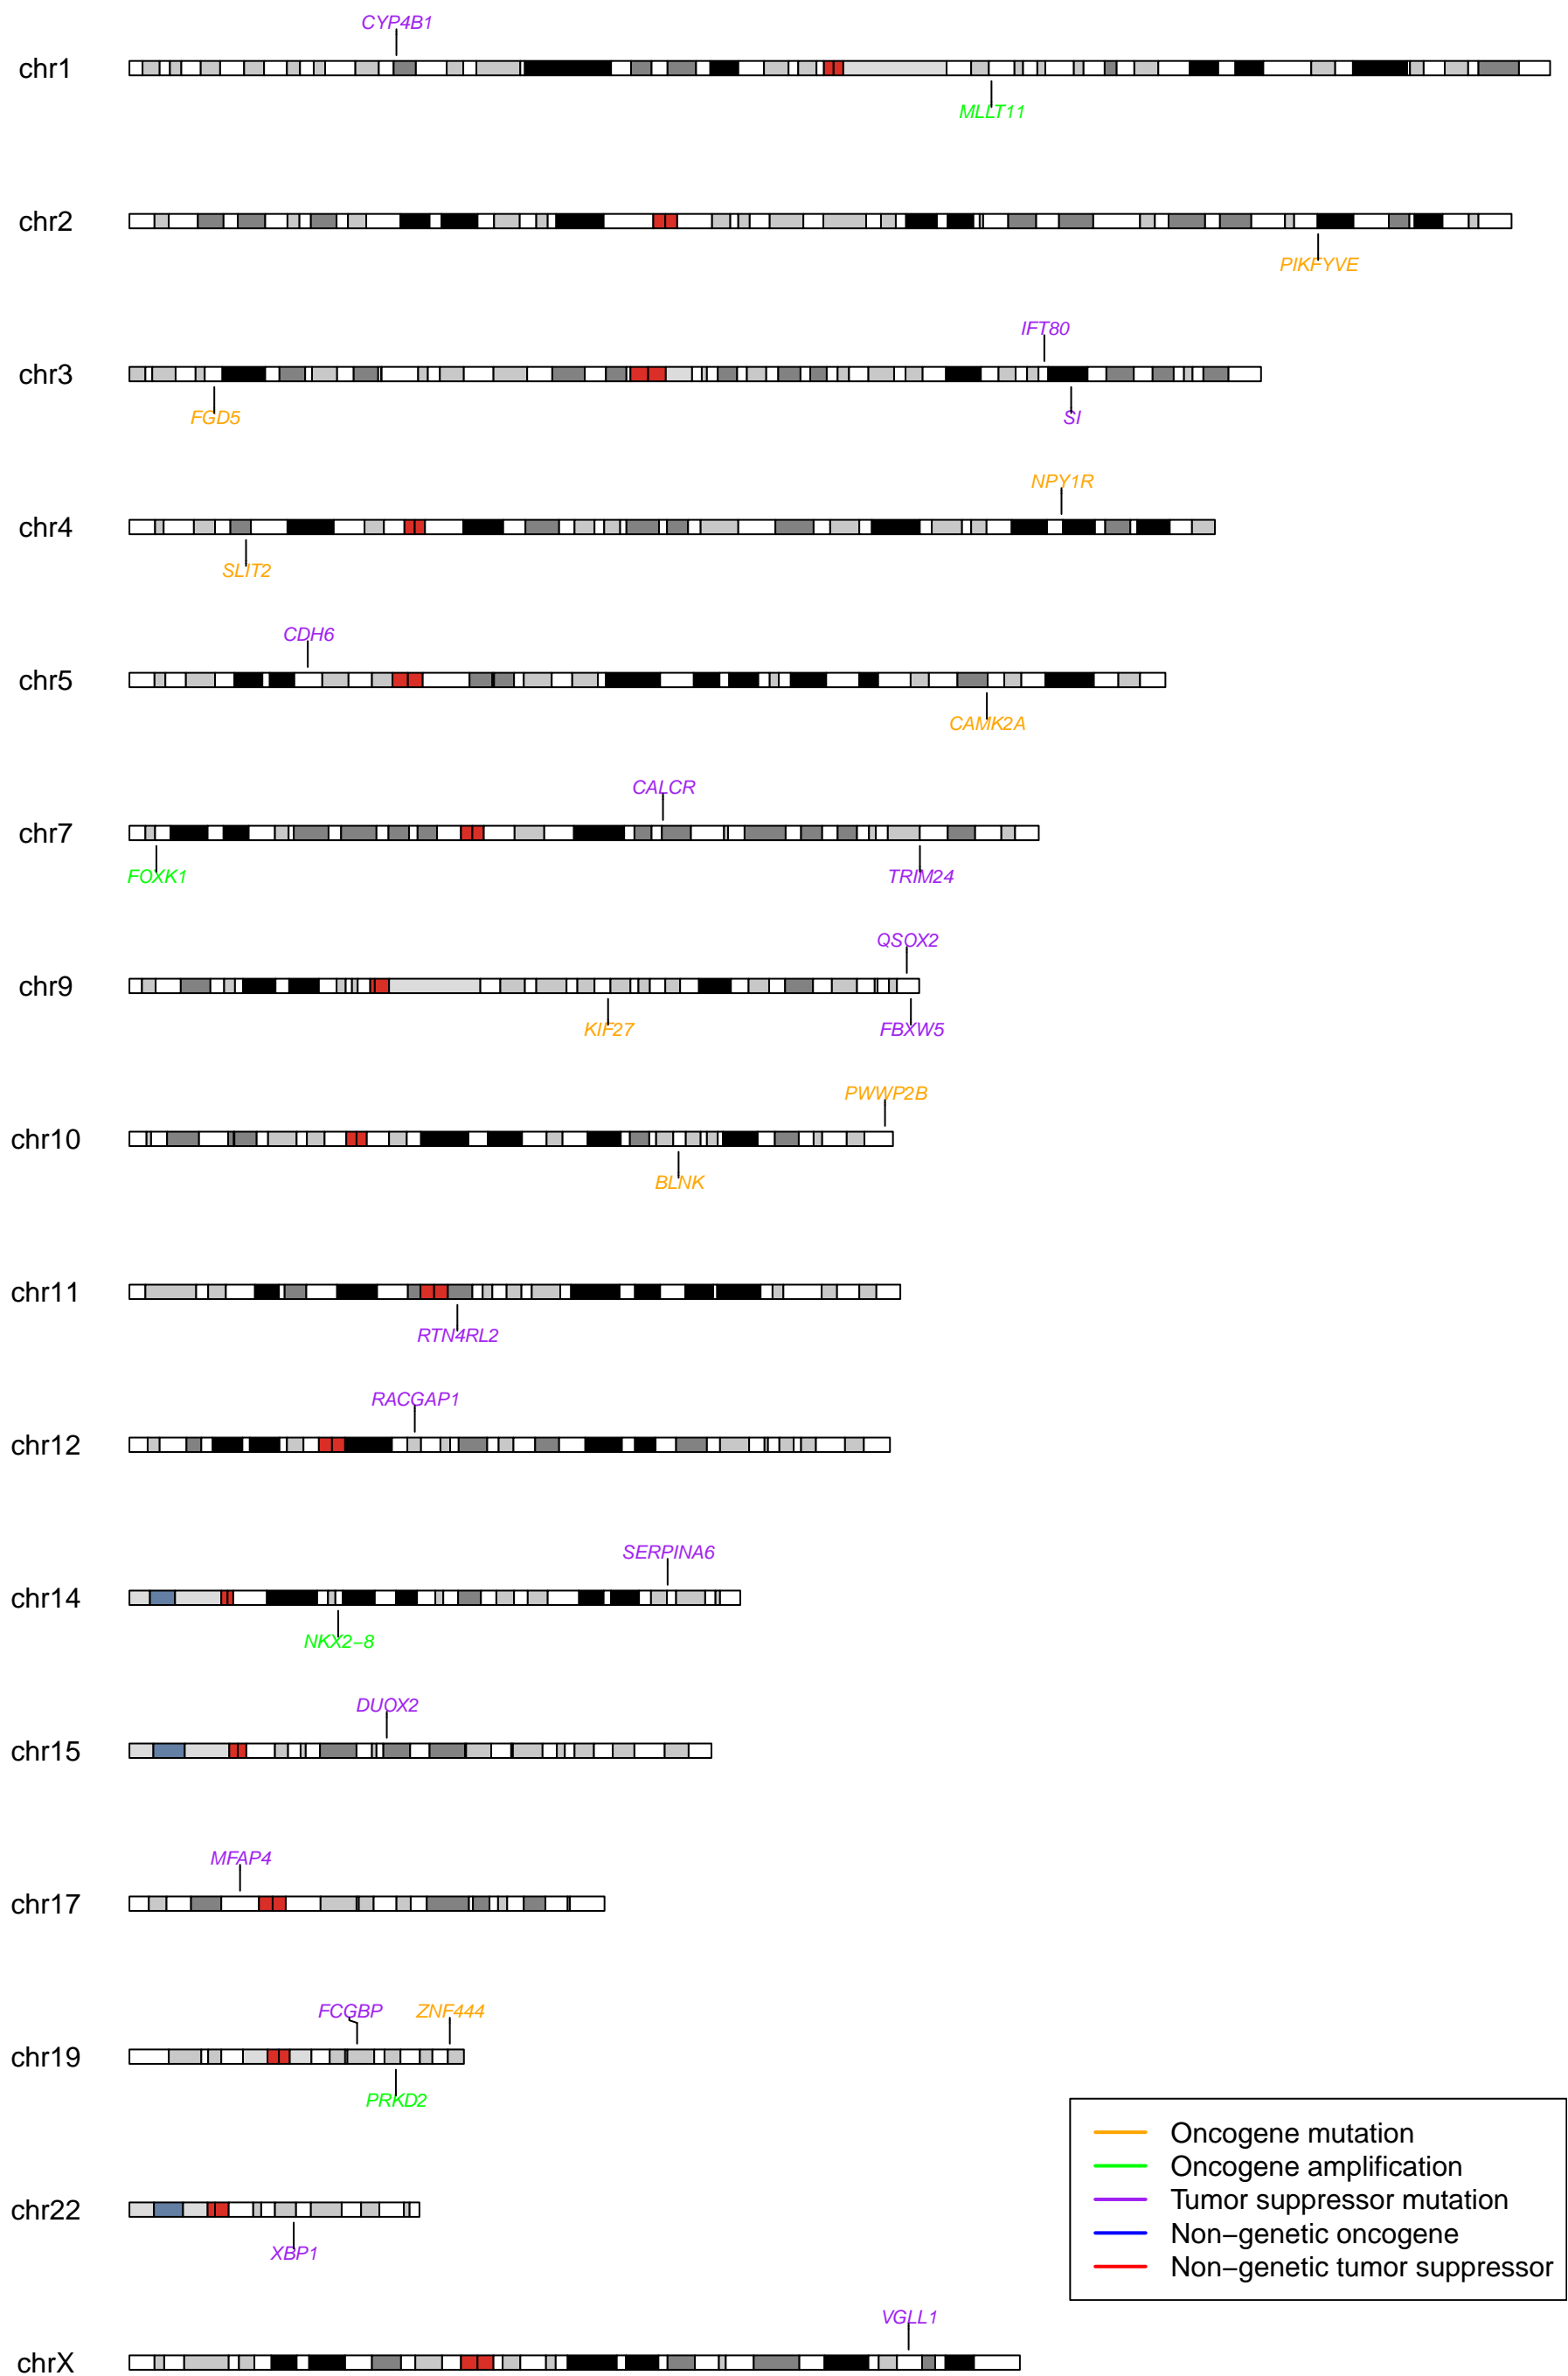 CYP4B1
chr1
MLLT11
chr2
PIKFYVE
IFT80
chr3
FGD5
SI
NPY1R
chr4
SLIT2
CDH6
chr5
CAMK2A
CALCR
chr7
FOXK1
TRIM24
QSOX2
chr9
KIF27
FBXW5
PWWP2B
chr10
BLNK
chr11
RTN4RL2
RACGAP1
chr12
SERPINA6
chr14
NKX2−8
DUOX2
chr15
MFAP4
chr17
FCGBP
ZNF444
chr19
PRKD2
Oncogene mutation
Oncogene amplification
Tumor suppressor mutation
Non−genetic oncogene
Non−genetic tumor suppressor
chr22
XBP1
VGLL1
chrX